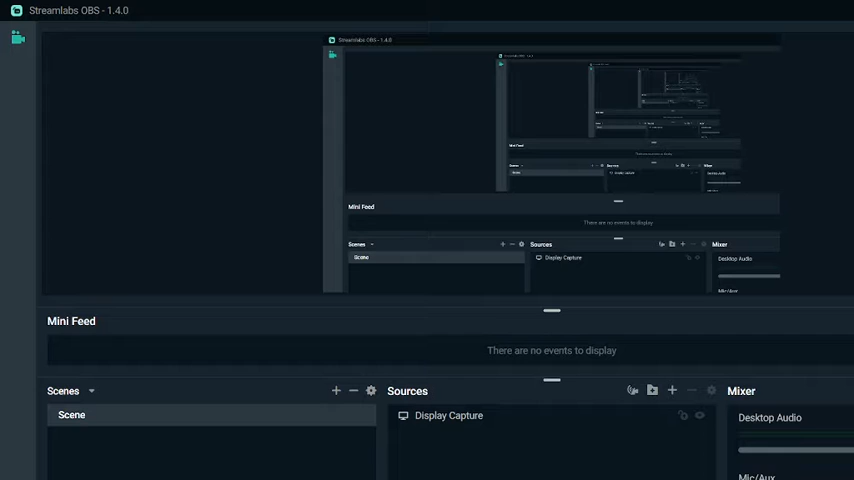 Streamlabs OBS - 1.4.0
Streamlabs OBS - 1.4.0
Mini Feed
There are no events to display
Scenes
Sources
Mixer
Scene
Display Capture
Desktop Audio
Mini Feed
There are no events to display
Scenes
Sources
Mixer
Scene
Display Capture
Desktop Audio
Mic/Aux